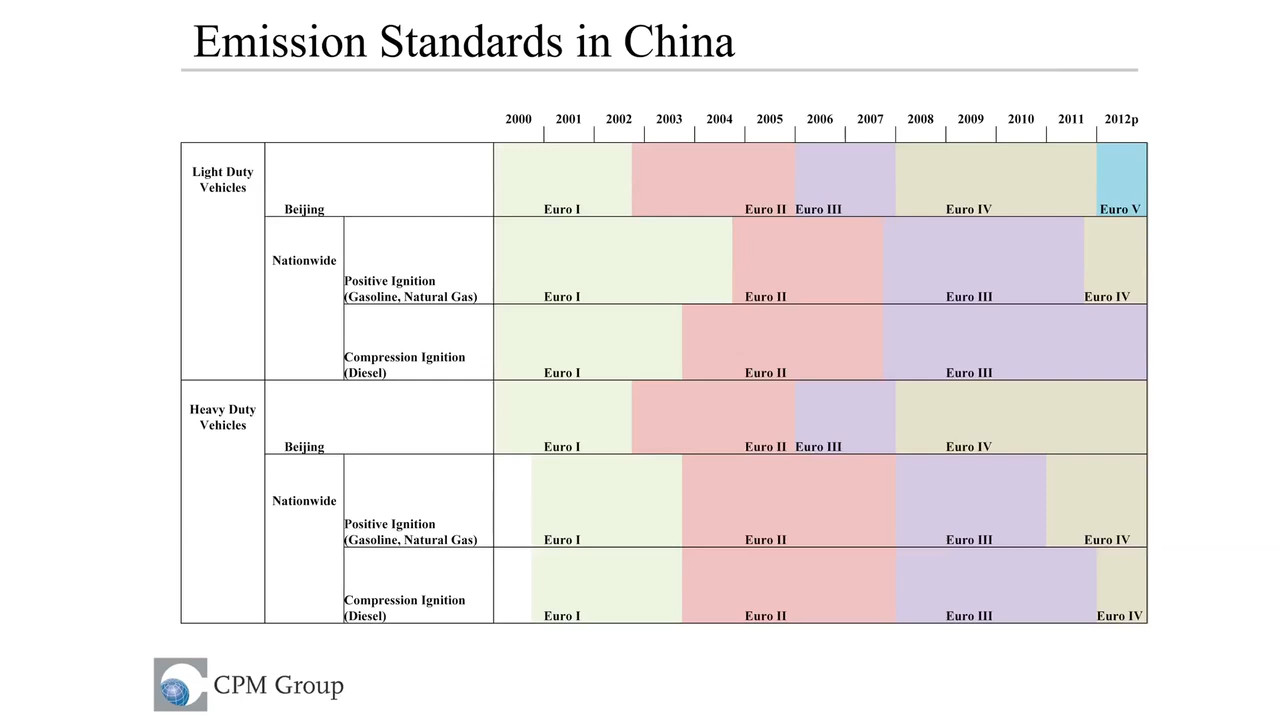 Emission Standards in China
2000 2001 2002 2003 2004 2005 2006 2007 2008 2009 2010 2011 2012p
Light Duty
Vehicles
Beijing Euro I Euro II Euro III Euro IV Euro V
Nationwide
Positive Ignition
(Gasoline, Natural Gas) Euro I Euro II Euro III Euro IV
Compression Ignition
(Diesel) Euro I Euro II Euro III
Heavy Duty
Vehicles
Beijing Euro I Euro II Euro III Euro IV
Nationwide
Positive Ignition
(Gasoline, Natural Gas) Euro I Euro II Euro III Euro IV
Compression Ignition
(Diesel) Euro I Euro II Euro III Euro IV
CPM Group